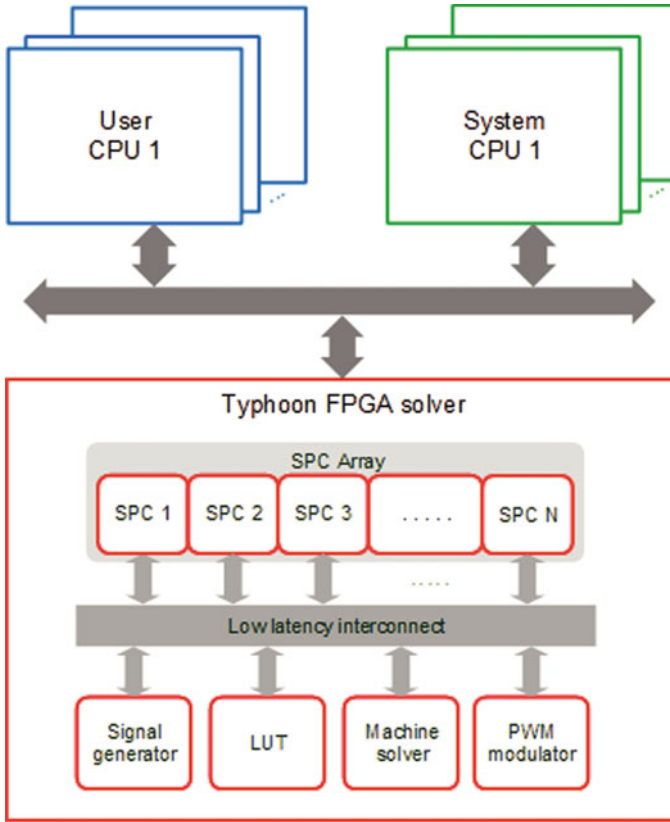 User
CPU 1
...
System
CPU 1
...
Typhoon FPGA solver
SPC Array
SPC 1
SPC 2
SPC 3
.....
SPC N
.....
Low latency interconnect
Signal
generator
LUT
Machine
solver
PWM
modulator